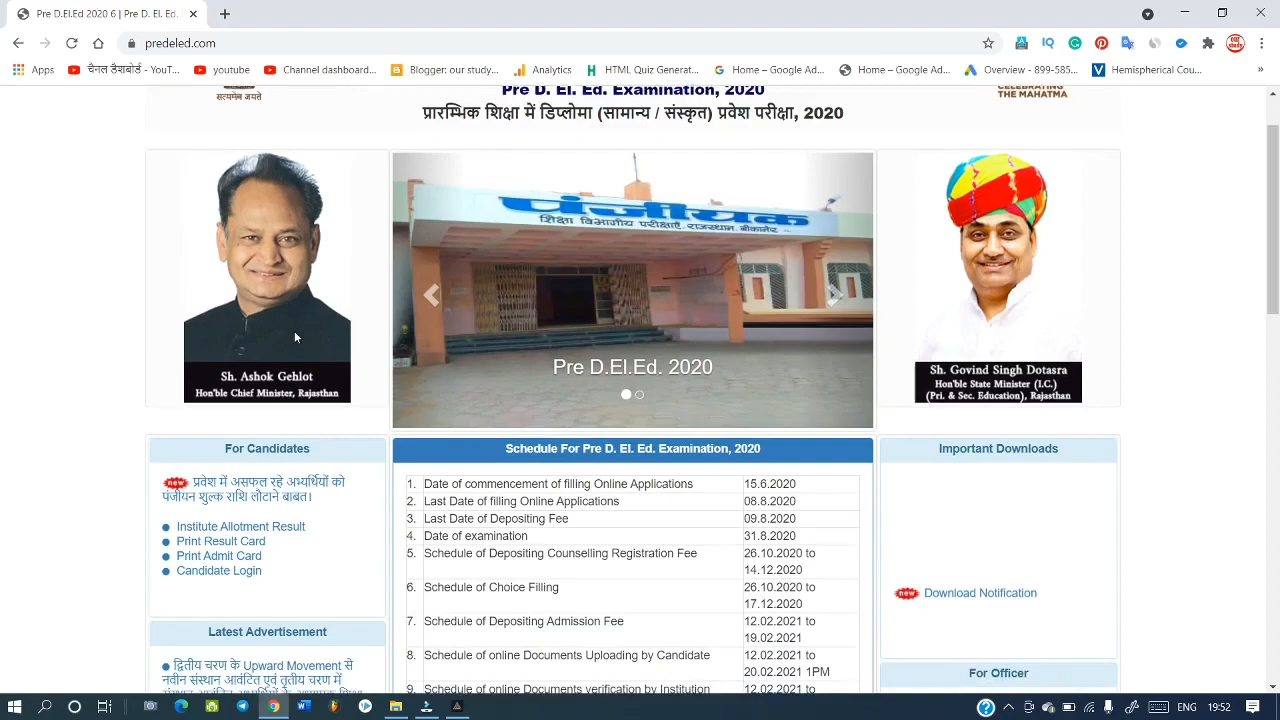 Pre D.El.Ed 2020 6 | Pre D. El. Ed.
predeled.com
Apps
चैनल डैशबोर्ड - YouT...
youtube
Channel dashboard...
Blogger: our study...
Analytics
HTML Quiz Generat...
Home – Google Ad...
Home – Google Ad...
Overview - 899-585...
Hemispherical Cou...
»
सत्यमेव जयते
Pre D. El. Ed. Examination, 2020
CELEBRATING
THE MAHATMA
प्रारम्भिक शिक्षा में डिप्लोमा (सामान्य / संस्कृत) प्रवेश परीक्षा, 2020
पंजीयक
शिक्षा विभागीय परीक्षाएँ राजस्थान, बीकानेर
Pre D.El.Ed. 2020
Sh. Ashok Gehlot
Hon'ble Chief Minister, Rajasthan
Sh. Govind Singh Dotasra
Hon'ble State Minister (I.C.)
(Pri. & Sec. Education), Rajasthan
For Candidates
new प्रवेश में असफल रहे अभ्यर्थियों को
पंजीयन शुल्क राशि लौटाने बाबत।
Institute Allotment Result
Print Result Card
Print Admit Card
Candidate Login
Latest Advertisement
द्वितीय चरण के Upward Movement से
नवीन संस्थान आवंटित एवं तृतीय चरण में
Schedule For Pre D. El. Ed. Examination, 2020
1. Date of commencement of filling Online Applications 15.6.2020
2. Last Date of filling Online Applications 08.8.2020
3. Last Date of Depositing Fee 09.8.2020
4. Date of examination 31.8.2020
5. Schedule of Depositing Counselling Registration Fee 26.10.2020 to
14.12.2020
6. Schedule of Choice Filling 26.10.2020 to
17.12.2020
7. Schedule of Depositing Admission Fee 12.02.2021 to
19.02.2021
8. Schedule of online Documents Uploading by Candidate 12.02.2021 to
20.02.2021 1PM
9. Schedule of online Documents verification by Institution 12.02.2021 to
Important Downloads
new Download Notification
For Officer
ENG 19:52